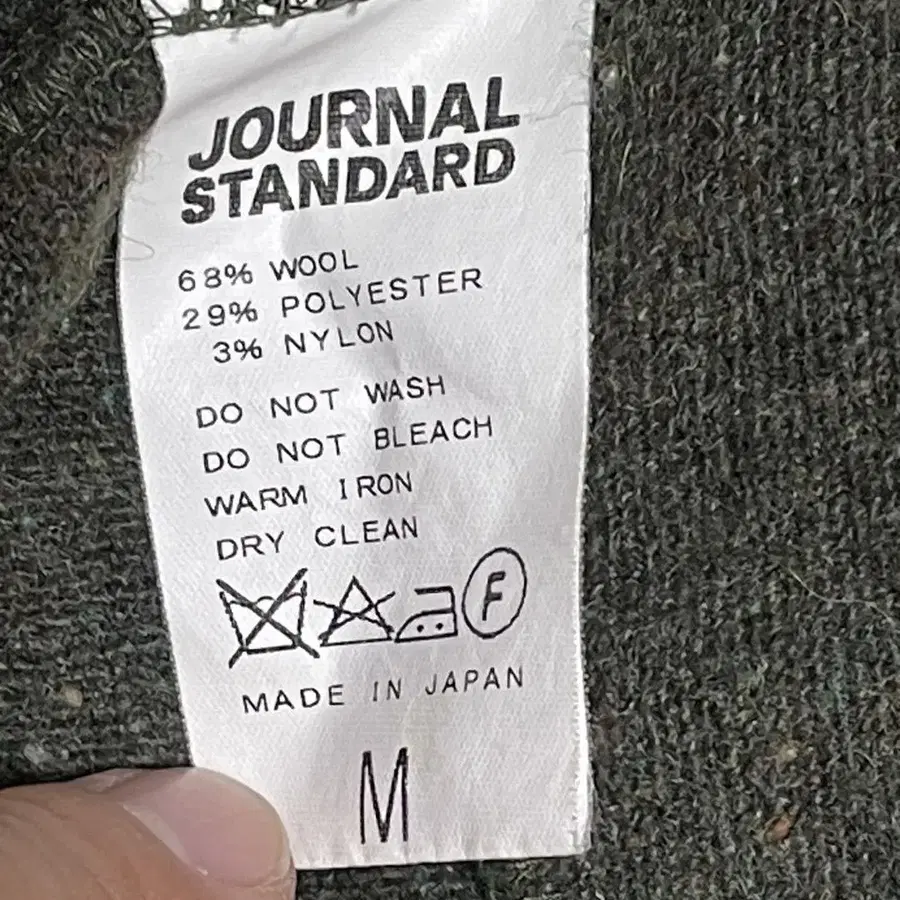 JOURNAL
STANDARD
68% WOOL
29% POLYESTER
3% NYLON
DO NOT WASH
DO NOT BLEACH
WARM IRON
DRY CLEAN
F
MADE IN JAPAN
M